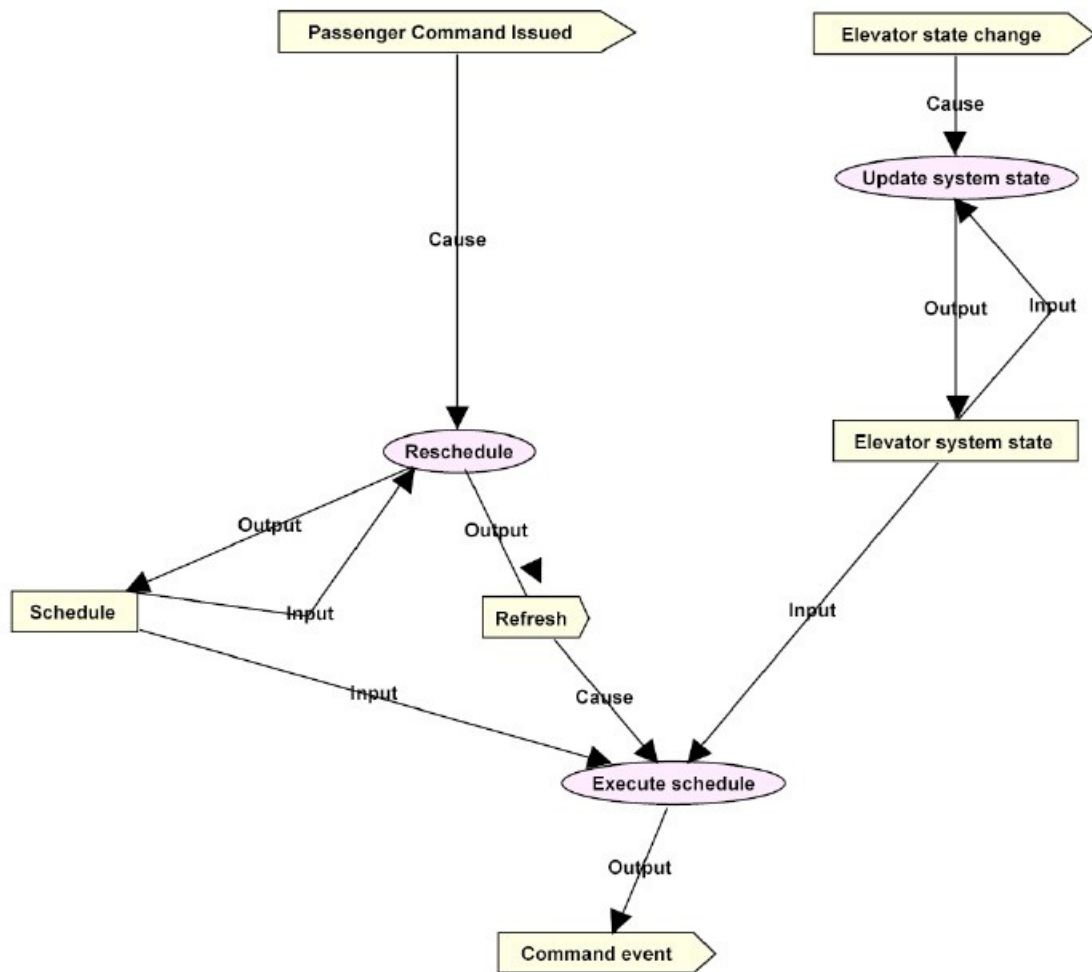 Passenger Command Issued
Elevator state change
Cause
Update system state
Cause
Output
Input
Reschedule
Elevator system state
Output
Output
Schedule
Input
Refresh
Input
Input
Cause
Execute schedule
Output
Command event